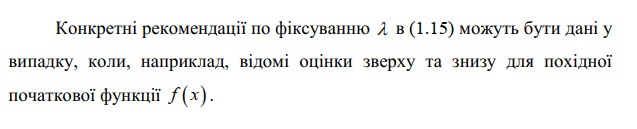 Конкретні рекомендації по фіксуванню λ в (1.15) можуть бути дані у
випадку, коли, наприклад, відомі оцінки зверху та знизу для похідної
початкової функції f(x).